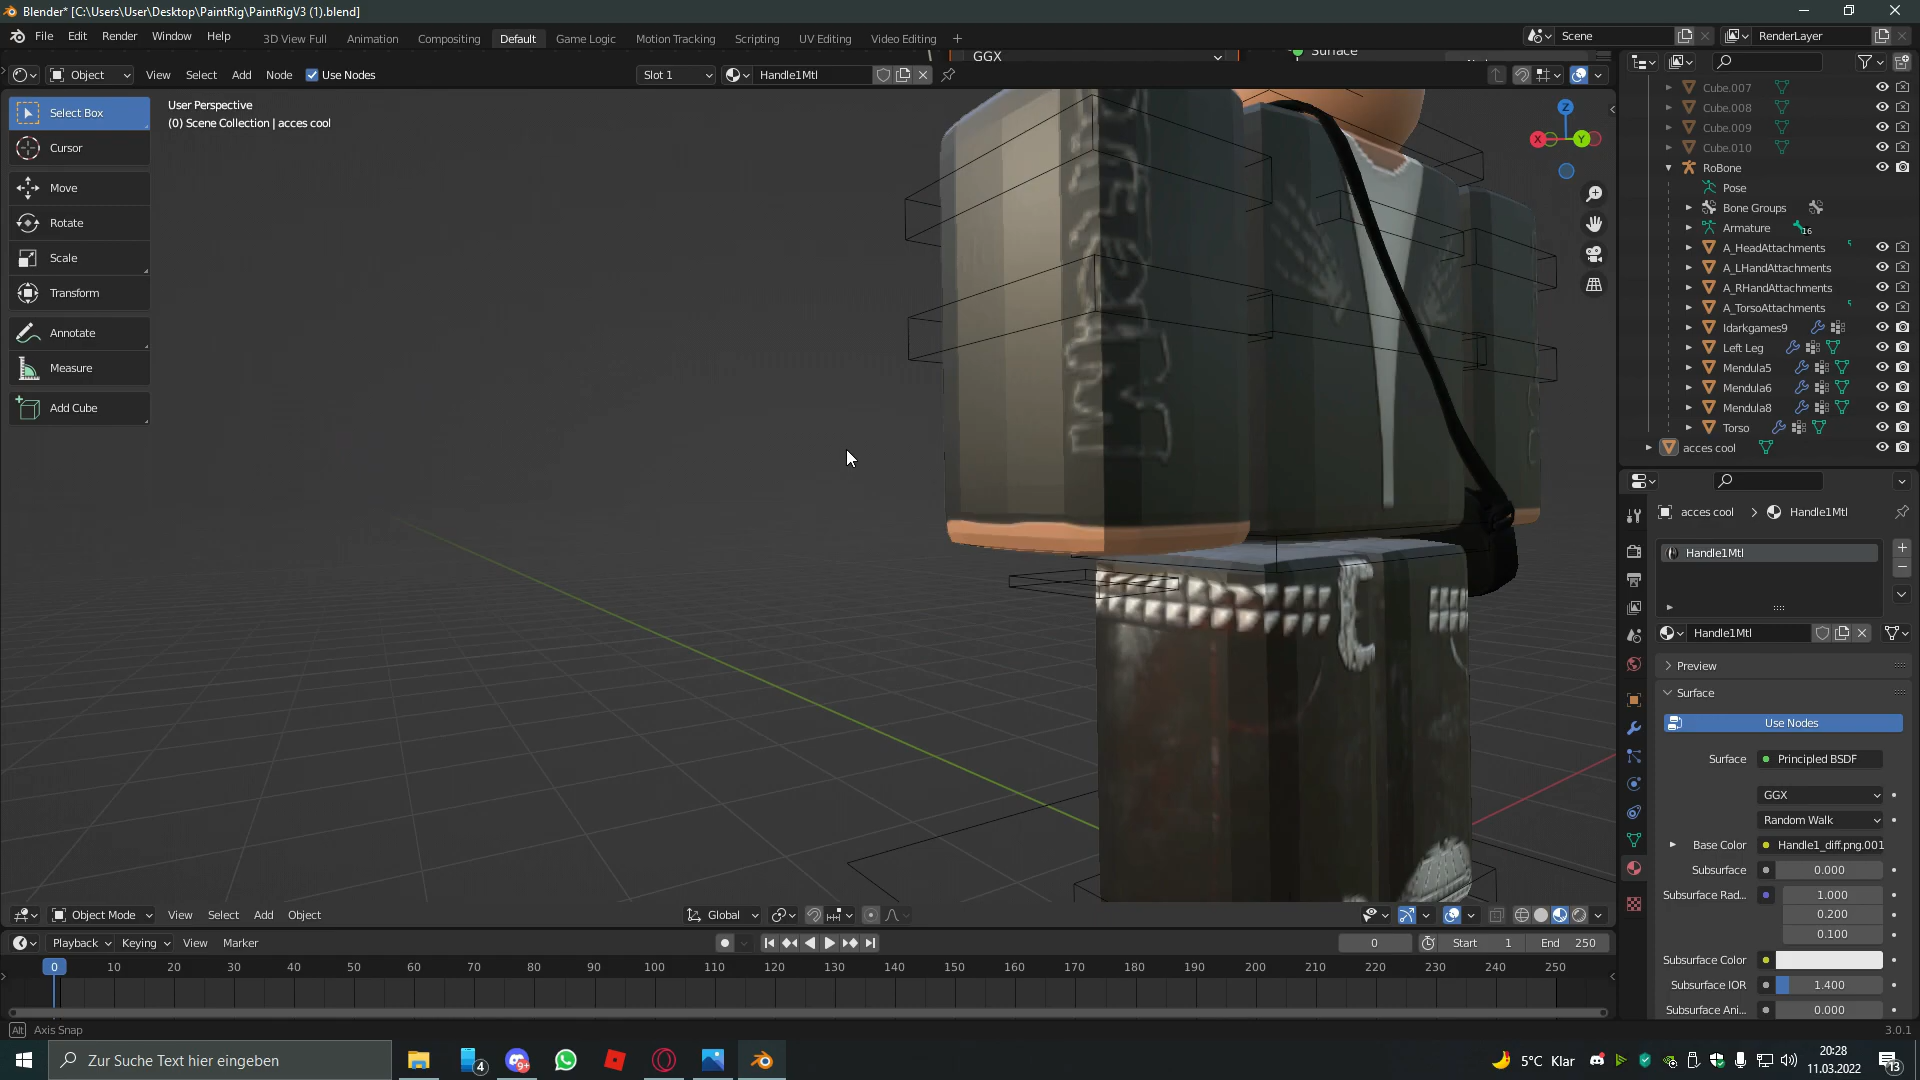 Blender* [C:\Users\User\Desktop\PaintRig\PaintRigV3 (1).blend]
File Edit Render Window Help 3D View Full Animation Compositing Default Game Logic Motion Tracking Scripting UV Editing Video Editing + Scene RenderLayer
GGX Surface
Object View Select Add Node Use Nodes Slot 1 Handle1Mtl
User Perspective
(0) Scene Collection | acces cool
Select Box
Cursor
Move
Rotate
Scale
Transform
Annotate
Measure
Add Cube
Z
X
Y
Cube.007
Cube.008
Cube.009
Cube.010
RoBone
Pose
Bone Groups
Armature 16
A_HeadAttachments
A_LHandAttachments
A_RHandAttachments
A_TorsoAttachments
Idarkgames9
Left Leg
Mendula5
Mendula6
Mendula8
Torso
acces cool
acces cool > Handle1Mtl
Handle1Mtl
Handle1Mtl
Preview
Surface
Use Nodes
Surface Principled BSDF
GGX
Random Walk
Base Color Handle1_diff.png.001
Subsurface 0.000
Subsurface Rad... 1.000
0.200
0.100
Subsurface Color
Subsurface IOR 1.400
Subsurface Ani... 0.000
Object Mode View Select Add Object Global
Playback Keying View Marker 0 Start 1 End 250
0 10 20 30 40 50 60 70 80 90 100 110 120 130 140 150 160 170 180 190 200 210 220 230 240 250
Alt Axis Snap 3.0.1
Zur Suche Text hier eingeben 4 9+ 5°C Klar 20:28
11.03.2022 13